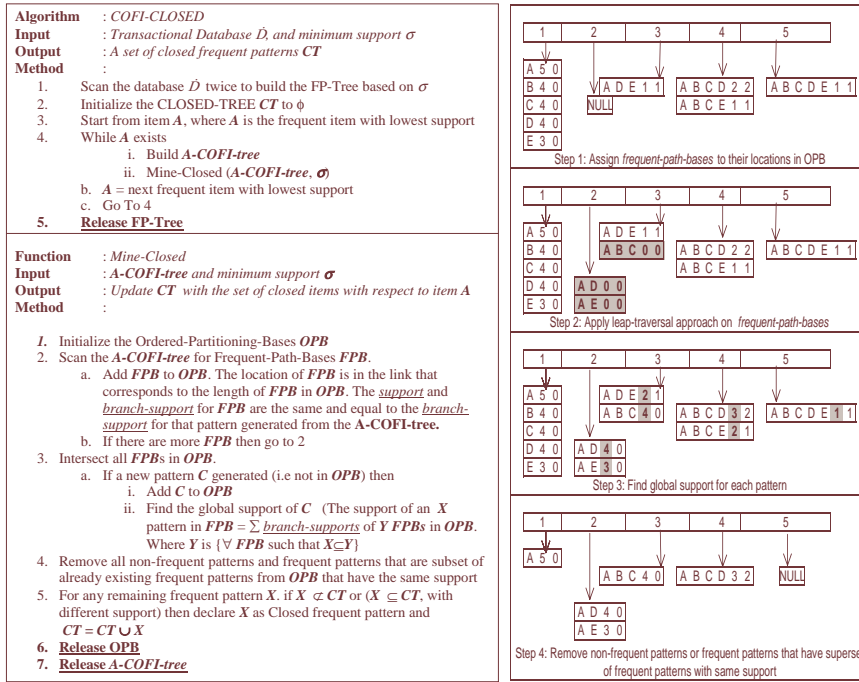 Algorithm : COFI-CLOSED
Input : Transactional Database Ḋ, and minimum support σ
Output : A set of closed frequent patterns CT
Method :
1. Scan the database Ḋ twice to build the FP-Tree based on σ
2. Initialize the CLOSED-TREE CT to ϕ
3. Start from item A, where A is the frequent item with lowest support
4. While A exists
i. Build A-COFI-tree
ii. Mine-Closed (A-COFI-tree, σ)
b. A = next frequent item with lowest support
c. Go To 4
5. Release FP-Tree
Function : Mine-Closed
Input : A-COFI-tree and minimum support σ
Output : Update CT with the set of closed items with respect to item A
Method :
1. Initialize the Ordered-Partitioning-Bases OPB
2. Scan the A-COFI-tree for Frequent-Path-Bases FPB.
a. Add FPB to OPB. The location of FPB is in the link that
corresponds to the length of FPB in OPB. The support and
branch-support for FPB are the same and equal to the branch-
support for that pattern generated from the A-COFI-tree.
b. If there are more FPB then go to 2
3. Intersect all FPBs in OPB.
a. If a new pattern C generated (i.e not in OPB) then
i. Add C to OPB
ii. Find the global support of C (The support of an X
pattern in FPB = ∑ branch-supports of Y FPBs in OPB.
Where Y is {∀ FPB such that X⊆Y}
4. Remove all non-frequent patterns and frequent patterns that are subset of
already existing frequent patterns from OPB that have the same support
5. For any remaining frequent pattern X. if X ⊄ CT or (X ⊆ CT, with
different support) then declare X as Closed frequent pattern and
CT = CT ∪ X
6. Release OPB
7. Release A-COFI-tree
1 2 3 4 5
A 5 0
B 4 0 A D E 1 1 A B C D 2 2 A B C D E 1 1
C 4 0 NULL A B C E 1 1
D 4 0
E 3 0
Step 1: Assign frequent-path-bases to their locations in OPB
1 2 3 4 5
A 5 0 A D E 1 1
B 4 0 A B C 0 0 A B C D 2 2 A B C D E 1 1
C 4 0 A B C E 1 1
D 4 0 A D 0 0
E 3 0 A E 0 0
Step 2: Apply leap-traversal approach on frequent-path-bases
1 2 3 4 5
A 5 0 A D E 2 1
B 4 0 A B C 4 0 A B C D 3 2 A B C D E 1 1
C 4 0 A B C E 2 1
D 4 0 A D 4 0
E 3 0 A E 3 0
Step 3: Find global support for each pattern
1 2 3 4 5
A 5 0
A B C 4 0 A B C D 3 2 NULL
A D 4 0
A E 3 0
Step 4: Remove non-frequent patterns or frequent patterns that have superse
of frequent patterns with same support